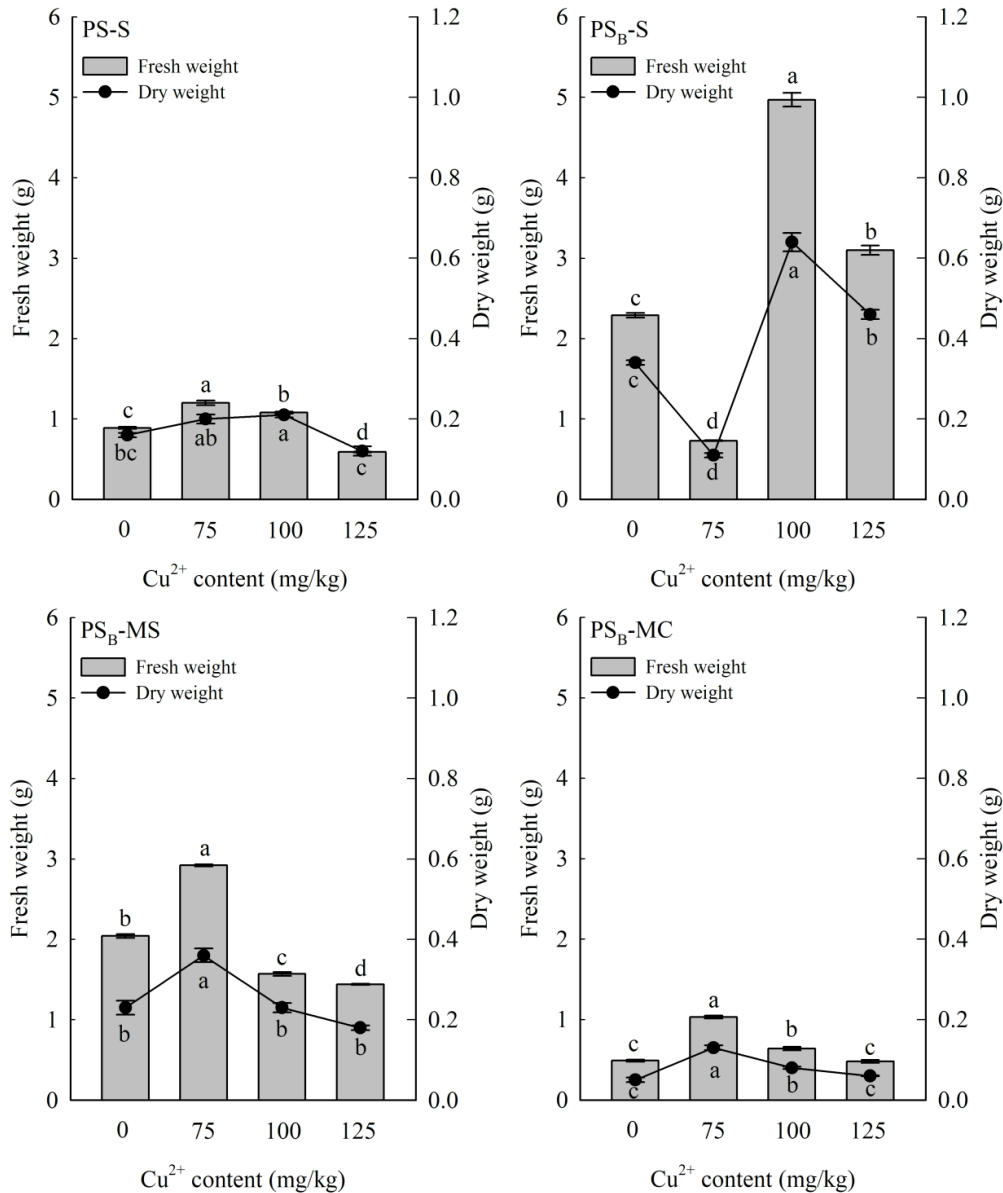 PS-S
Fresh weight
Dry weight
Fresh weight (g)
6
5
4
3
2
1
0
Dry weight (g)
1.2
1.0
0.8
0.6
0.4
0.2
0.0
c
a
b
d
bc
ab
a
c
0 75 100 125
Cu²⁺ content (mg/kg)
PS_B-S
Fresh weight
Dry weight
Fresh weight (g)
6
5
4
3
2
1
0
Dry weight (g)
1.2
1.0
0.8
0.6
0.4
0.2
0.0
c
d
a
b
c
d
a
b
0 75 100 125
Cu²⁺ content (mg/kg)
PS_B-MS
Fresh weight
Dry weight
Fresh weight (g)
6
5
4
3
2
1
0
Dry weight (g)
1.2
1.0
0.8
0.6
0.4
0.2
0.0
b
a
c
d
b
a
b
b
0 75 100 125
Cu²⁺ content (mg/kg)
PS_B-MC
Fresh weight
Dry weight
Fresh weight (g)
6
5
4
3
2
1
0
Dry weight (g)
1.2
1.0
0.8
0.6
0.4
0.2
0.0
c
a
b
c
c
a
b
c
0 75 100 125
Cu²⁺ content (mg/kg)